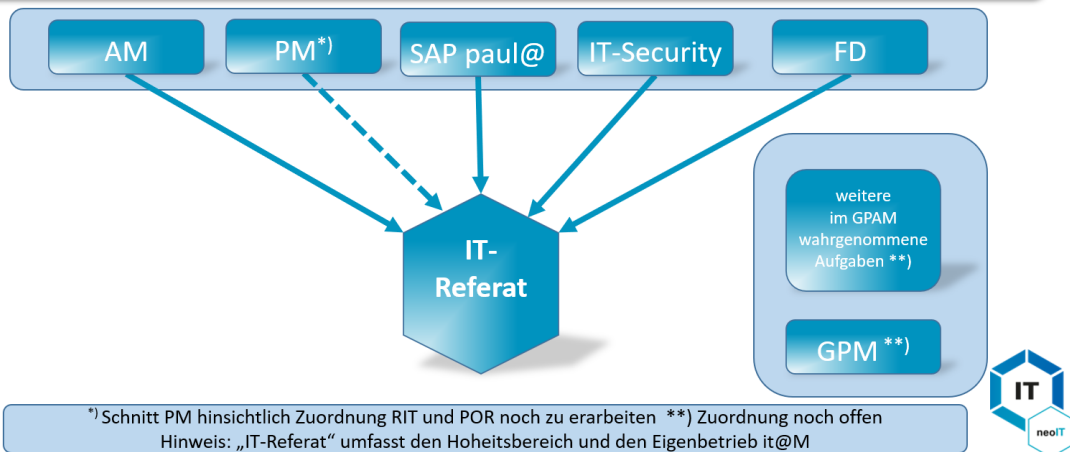 AM
PM*)
SAP paul@
IT-Security
FD
IT-
Referat
weitere
im GPAM
wahrgenommene
Aufgaben **)
GPM **)
*) Schnitt PM hinsichtlich Zuordnung RIT und POR noch zu erarbeiten **) Zuordnung noch offen
Hinweis: „IT-Referat“ umfasst den Hoheitsbereich und den Eigenbetrieb it@M
IT
neoIT